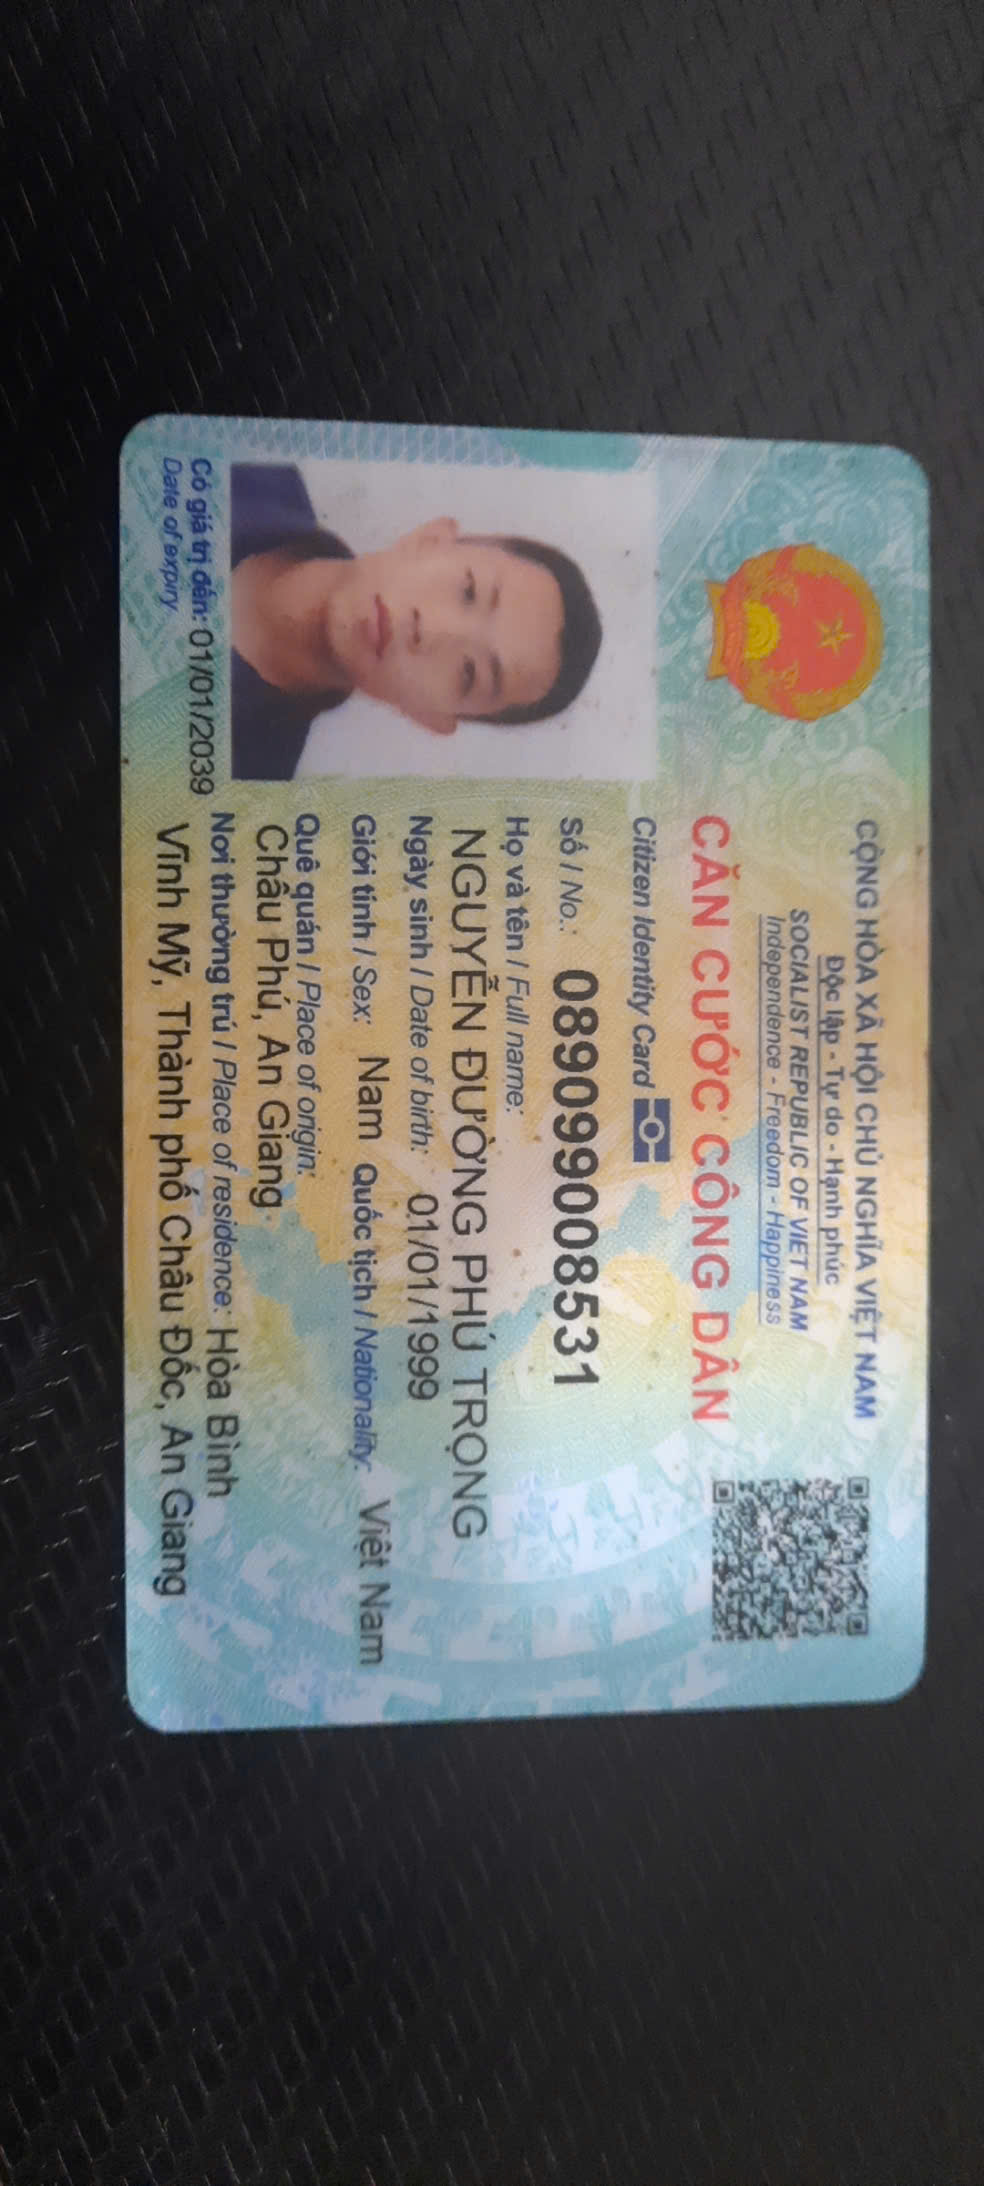 CỘNG HÒA XÃ HỘI CHỦ NGHĨA VIỆT NAM
Độc lập - Tự do - Hạnh phúc
SOCIALIST REPUBLIC OF VIET NAM
Independence - Freedom - Happiness
CĂN CƯỚC CÔNG DÂN
Citizen Identity Card
Số / No.: 089099008531
Họ và tên / Full name:
NGUYỄN ĐƯỜNG PHÚ TRỌNG
Ngày sinh / Date of birth: 01/01/1999
Giới tính / Sex: Nam Quốc tịch / Nationality: Việt Nam
Quê quán / Place of origin:
Châu Phú, An Giang
Nơi thường trú / Place of residence: Hòa Bình
Vĩnh Mỹ, Thành phố Châu Đốc, An Giang
Có giá trị đến: 01/01/2039
Date of expiry